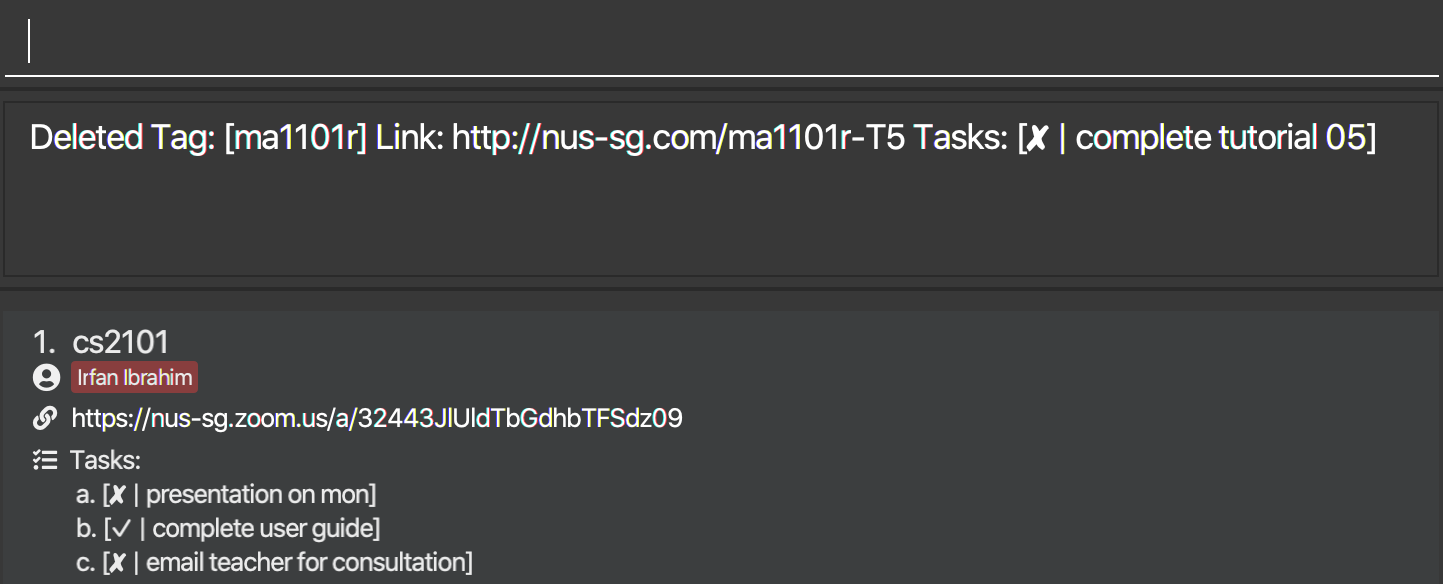 Deleted Tag: [ma1101r] Link: http://nus-sg.com/ma1101r-T5 Tasks: [✘ | complete tutorial 05]
1. cs2101
Irfan Ibrahim
https://nus-sg.zoom.us/a/32443JlUldTbGdhbTFSdz09
Tasks:
a. [✘ | presentation on mon]
b. [✓ | complete user guide]
c. [✘ | email teacher for consultation]